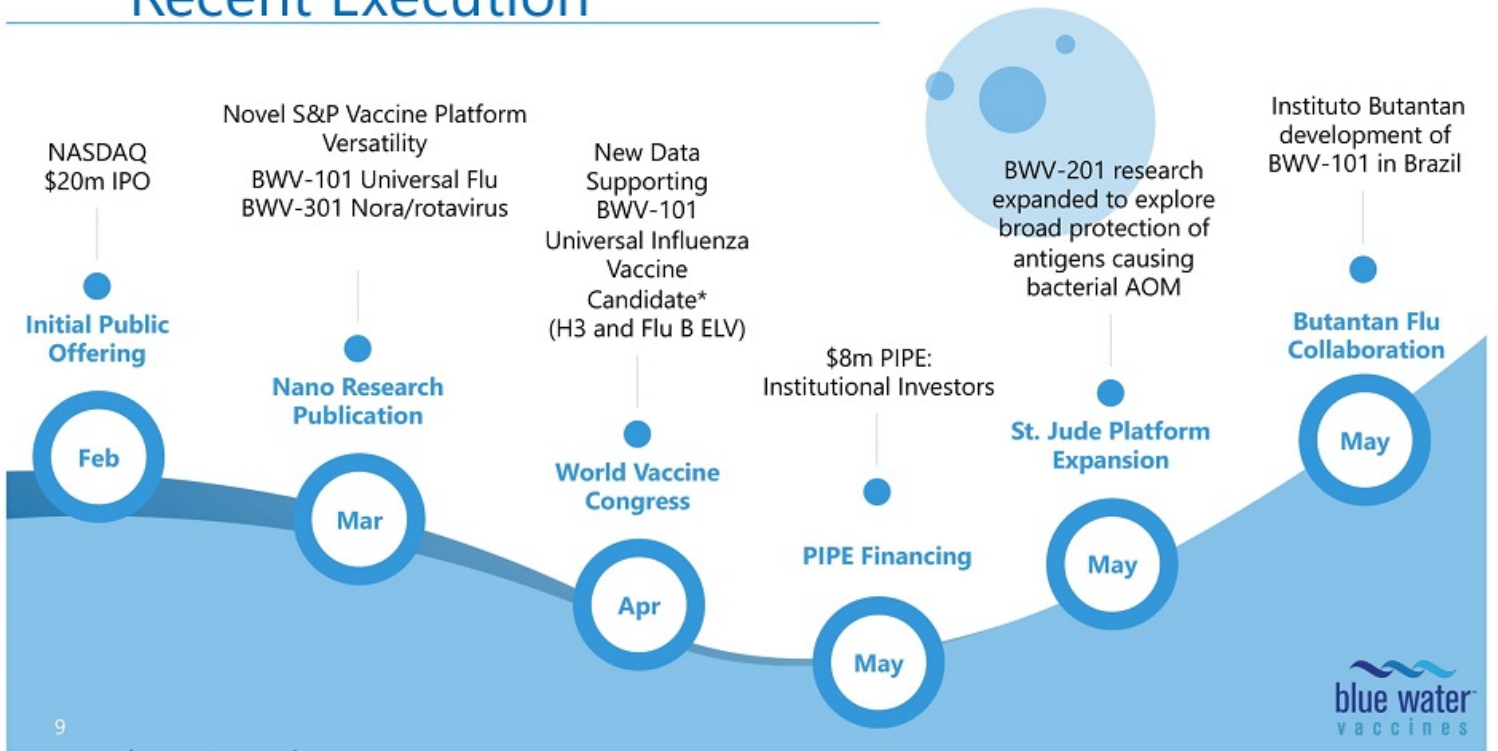 Recent Execution
NASDAQ
$20m IPO
Initial Public
Offering
Feb
Novel S&P Vaccine Platform
Versatility
BWV-101 Universal Flu
BWV-301 Nora/rotavirus
Nano Research
Publication
Mar
New Data
Supporting
BWV-101
Universal Influenza
Vaccine
Candidate*
(H3 and Flu B ELV)
World Vaccine
Congress
Apr
$8m PIPE:
Institutional Investors
PIPE Financing
May
BWV-201 research
expanded to explore
broad protection of
antigens causing
bacterial AOM
St. Jude Platform
Expansion
May
Instituto Butantan
development of
BWV-101 in Brazil
Butantan Flu
Collaboration
May
9
blue water
vaccines